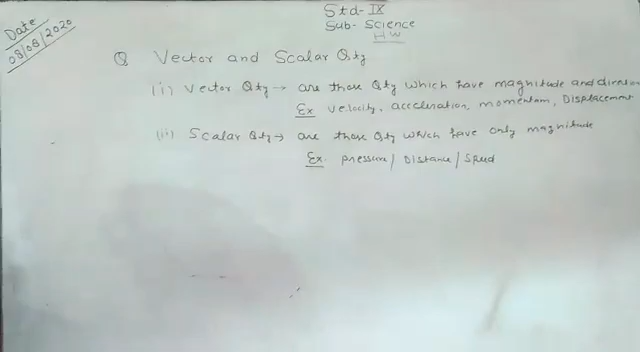 Date
08/08/2020
Std-IX
Sub- Science
HW
Q Vector and Scalar Qty
(i) Vector Qty → are those Qty which have magnitude and direction
Ex velocity, acceleration, momentum, Displacement
(ii) Scalar Qty → are those Qty which have only magnitude
Ex. pressure/ Distance/ Speed